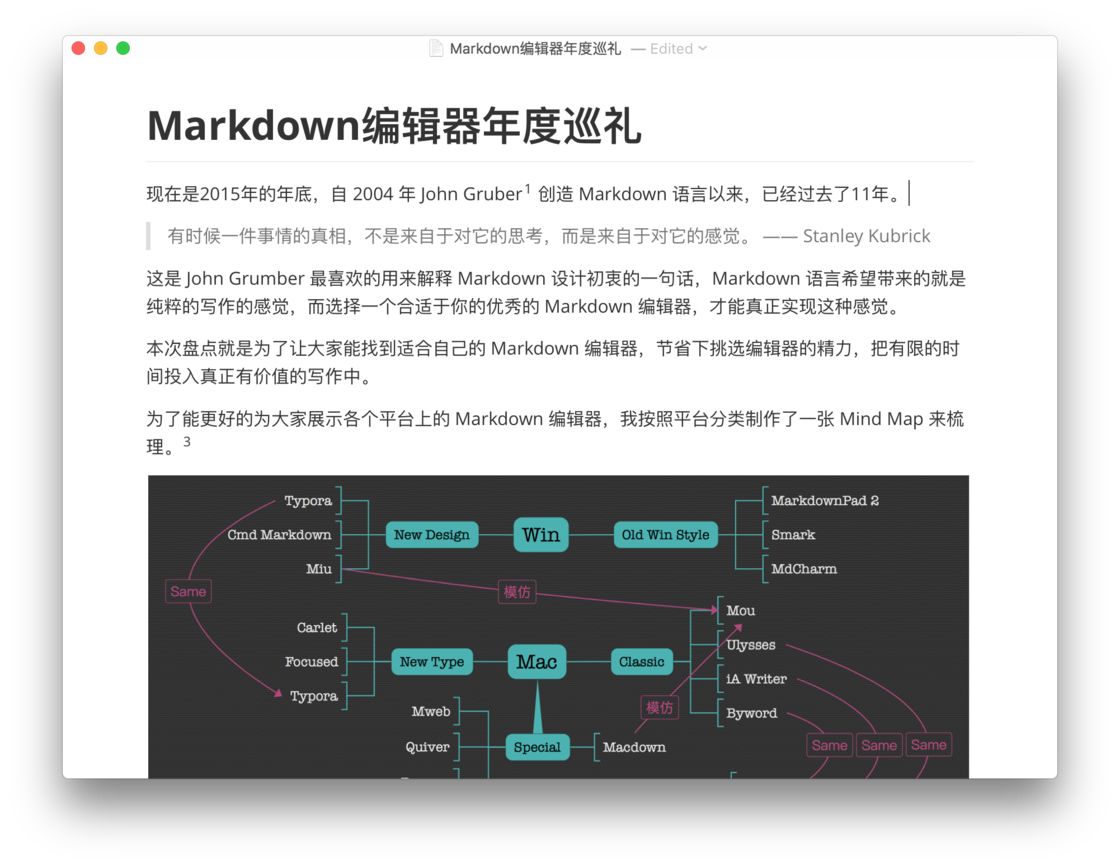 Markdown编辑器年度巡礼 — Edited
Markdown编辑器年度巡礼
现在是2015年的年底，自 2004 年 John Gruber1 创造 Markdown 语言以来，已经过去了11年。
有时候一件事情的真相，不是来自于对它的思考，而是来自于对它的感觉。 —— Stanley Kubrick
这是 John Grumber 最喜欢的用来解释 Markdown 设计初衷的一句话，Markdown 语言希望带来的就是
纯粹的写作的感觉，而选择一个合适于你的优秀的 Markdown 编辑器，才能真正实现这种感觉。
本次盘点就是为了让大家能找到适合自己的 Markdown 编辑器，节省下挑选编辑器的精力，把有限的时
间投入真正有价值的写作中。
为了能更好的为大家展示各个平台上的 Markdown 编辑器，我按照平台分类制作了一张 Mind Map 来梳
理。3
Typora
MarkdownPad 2
Cmd Markdown
New Design
Win
Old Win Style
Smark
Miu
MdCharm
Same
模仿
Mou
Carlet
Ulysses
Focused
New Type
Mac
Classic
iA Writer
Typora
模仿
Byword
Mweb
Quiver
Special
Macdown
Same
Same
Same